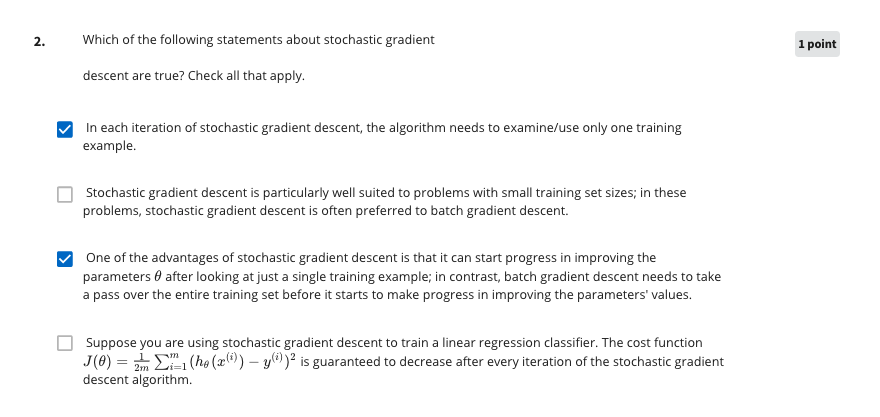 2. Which of the following statements about stochastic gradient 1 point
descent are true? Check all that apply.
In each iteration of stochastic gradient descent, the algorithm needs to examine/use only one training
example.
Stochastic gradient descent is particularly well suited to problems with small training set sizes; in these
problems, stochastic gradient descent is often preferred to batch gradient descent.
One of the advantages of stochastic gradient descent is that it can start progress in improving the
parameters θ after looking at just a single training example; in contrast, batch gradient descent needs to take
a pass over the entire training set before it starts to make progress in improving the parameters' values.
Suppose you are using stochastic gradient descent to train a linear regression classifier. The cost function
J(θ) = \frac{1}{2m} \sum_{i=1}^{m} (h_θ(x^{(i)}) − y^{(i)})^2 is guaranteed to decrease after every iteration of the stochastic gradient
descent algorithm.